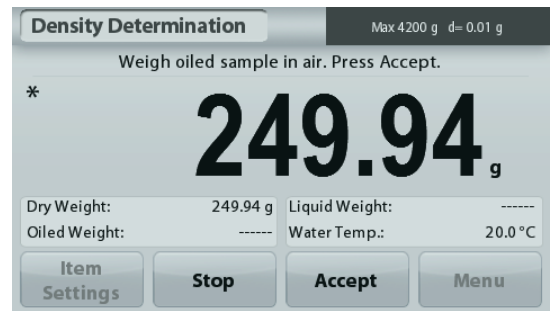 Density Determination
Max 4200 g d= 0.01 g
Weigh oiled sample in air. Press Accept.
*
249.94 g
Dry Weight: 249.94 g
Liquid Weight: ------
Oiled Weight: ------
Water Temp.: 20.0 °C
Item Settings
Stop
Accept
Menu